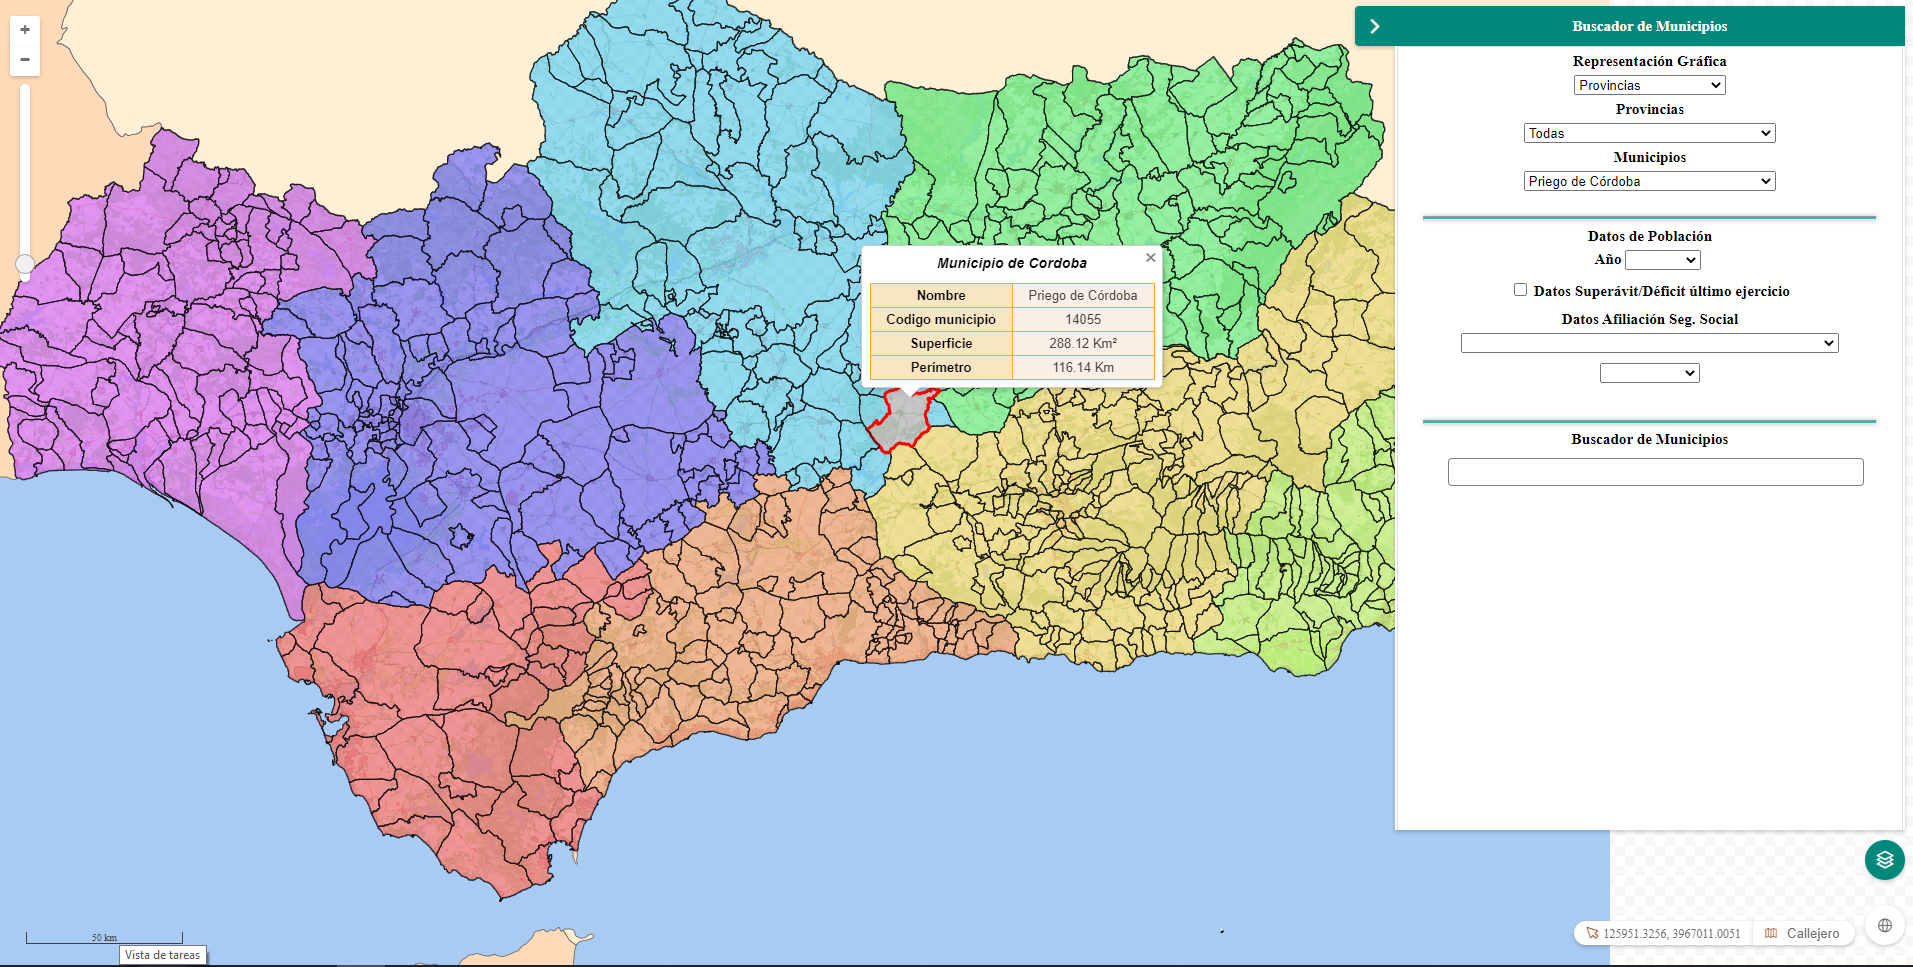 +
−
Buscador de Municipios
Representación Gráfica
Provincias
Provincias
Todas
Municipios
Priego de Córdoba
Datos de Población
Año
Datos Superávit/Déficit último ejercicio
Datos Afiliación Seg. Social
Buscador de Municipios
Municipio de Cordoba
Nombre Priego de Córdoba
Codigo municipio 14055
Superficie 288.12 Km²
Perímetro 116.14 Km
50 km
Vista de tareas
125951.3256, 3967011.0051
Callejero